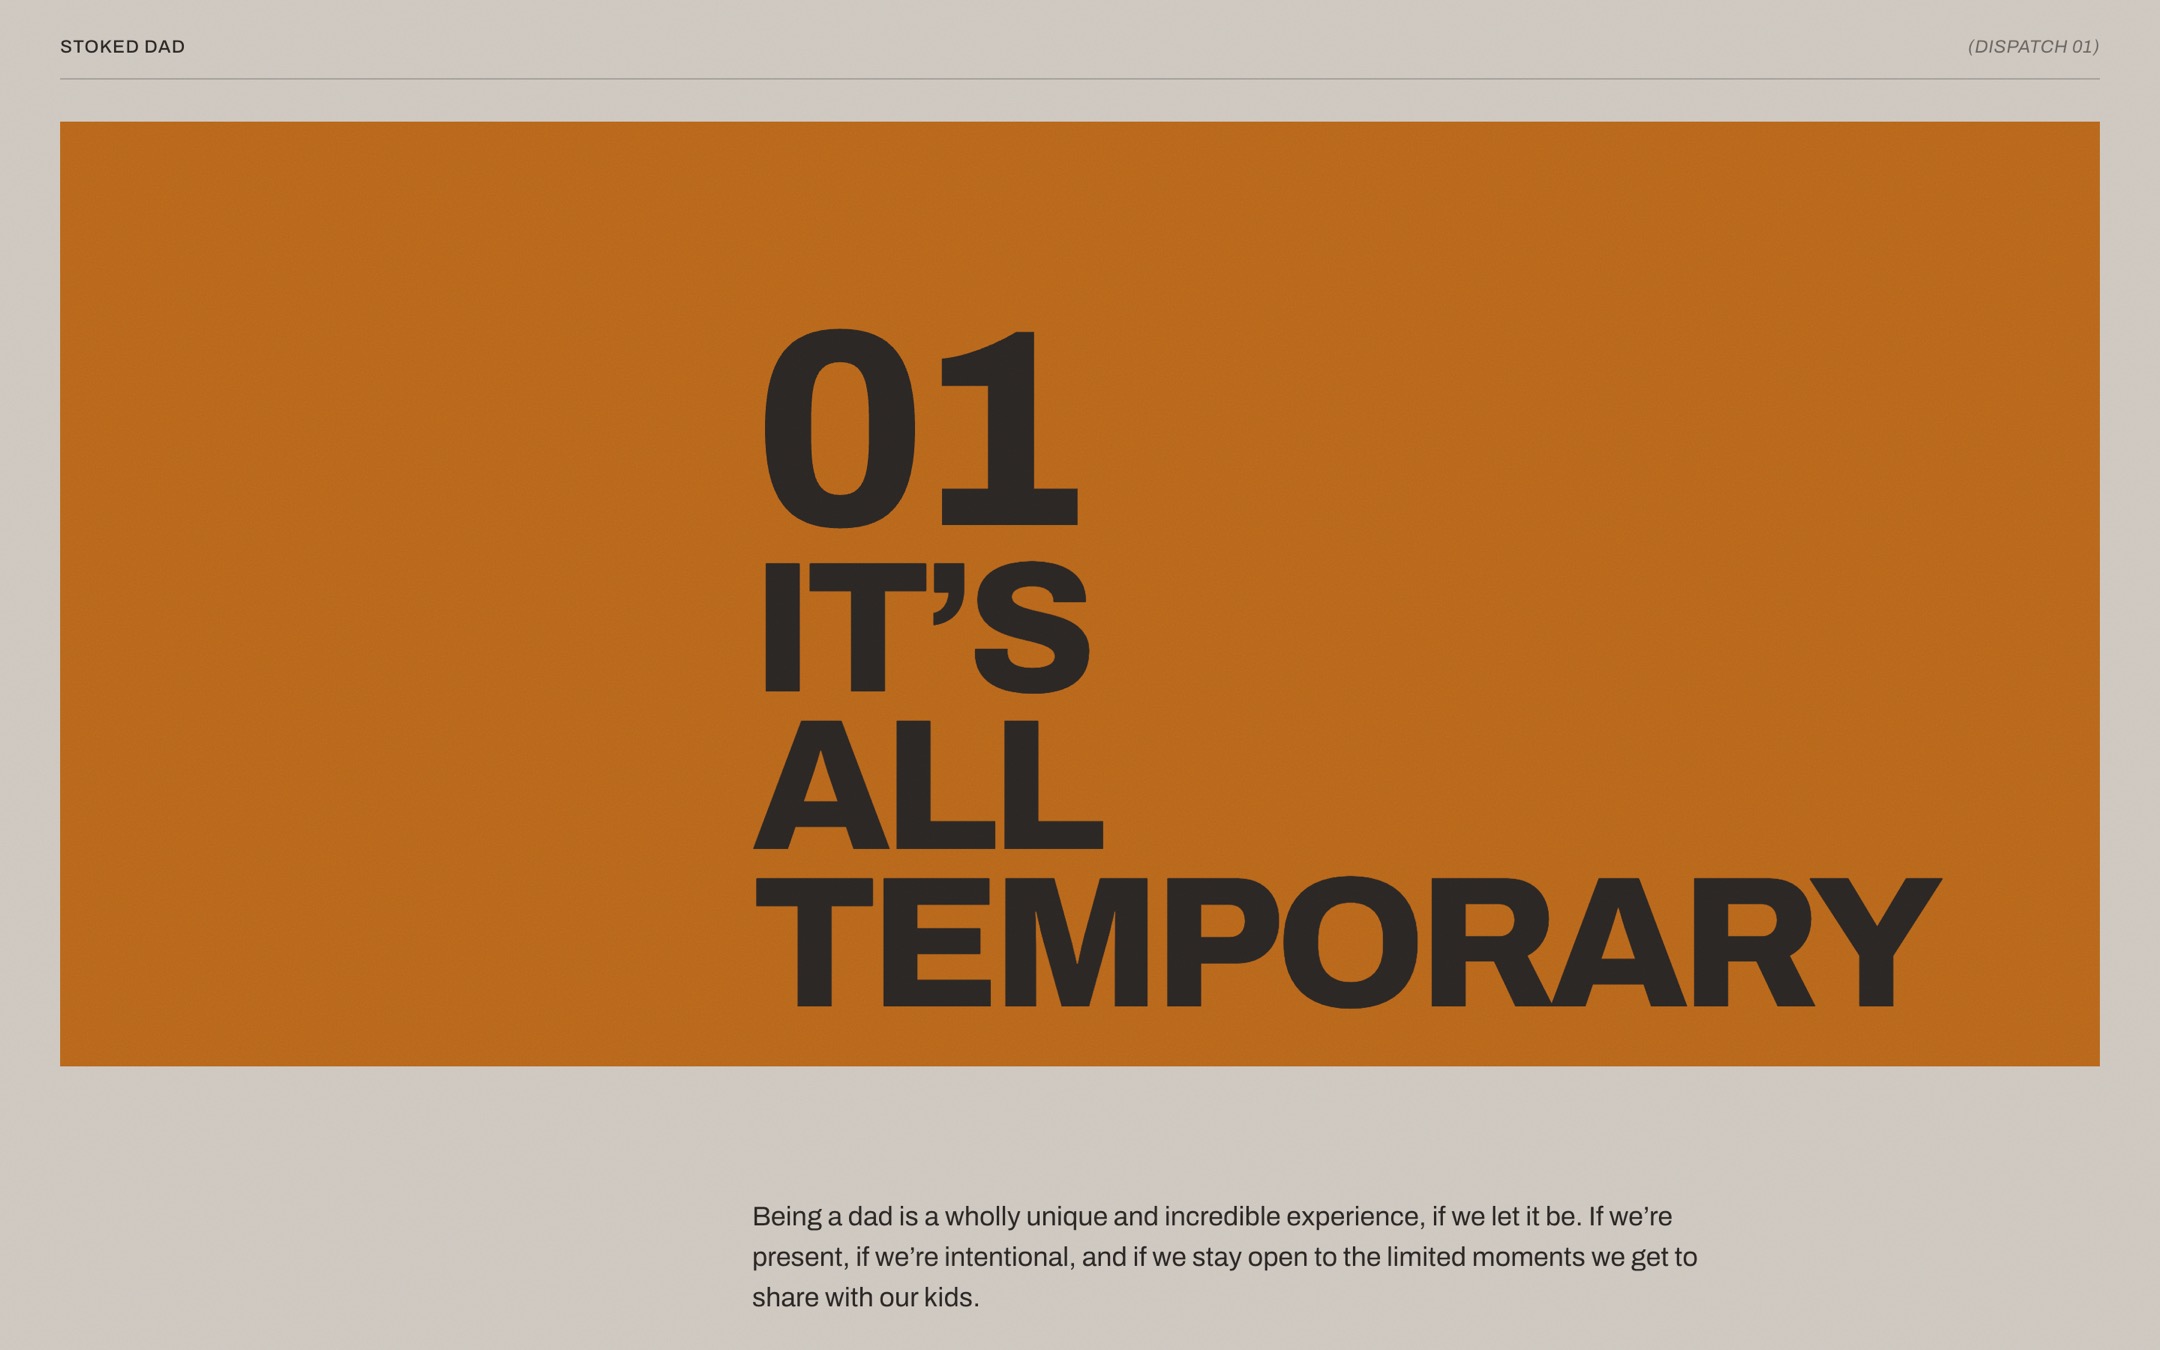 STOKED DAD
(DISPATCH 01)
01
IT’S
ALL
TEMPORARY
Being a dad is a wholly unique and incredible experience, if we let it be. If we’re
present, if we’re intentional, and if we stay open to the limited moments we get to
share with our kids.